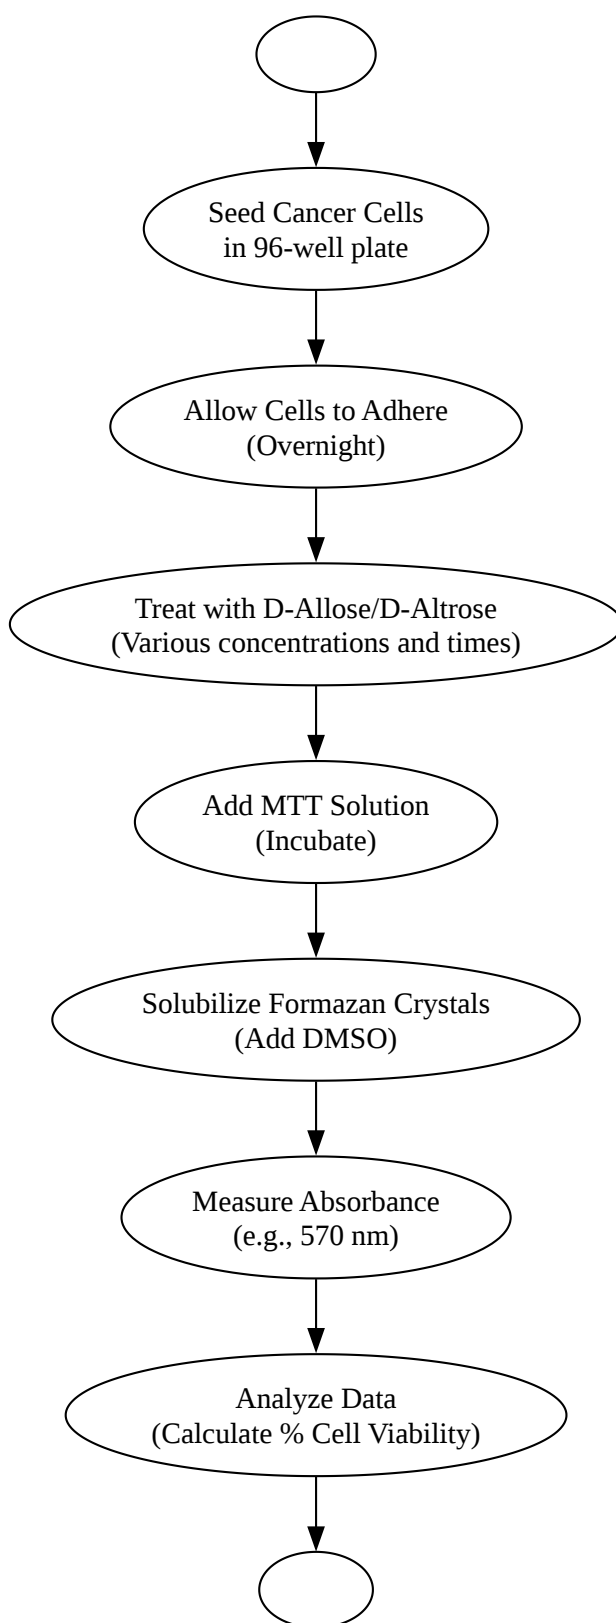 Seed Cancer Cells
in 96-well plate
Allow Cells to Adhere
(Overnight)
Treat with D-Allose/D-Altrose
(Various concentrations and times)
Add MTT Solution
(Incubate)
Solubilize Formazan Crystals
(Add DMSO)
Measure Absorbance
(e.g., 570 nm)
Analyze Data
(Calculate % Cell Viability)